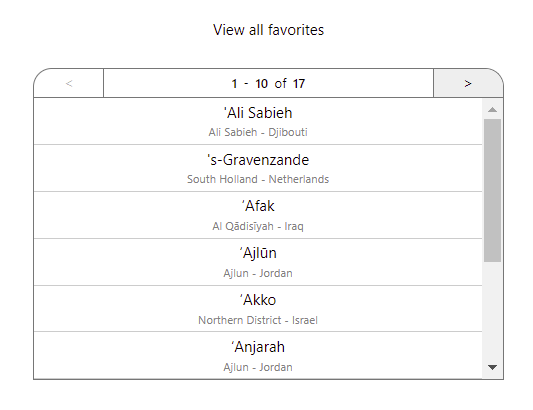 View all favorites
<
1 - 10 of 17
>
'Ali Sabieh
Ali Sabieh - Djibouti
's-Gravenzande
South Holland - Netherlands
‘Afak
Al Qādisīyah - Iraq
‘Ajlūn
Ajlun - Jordan
‘Akko
Northern District - Israel
‘Anjarah
Ajlun - Jordan